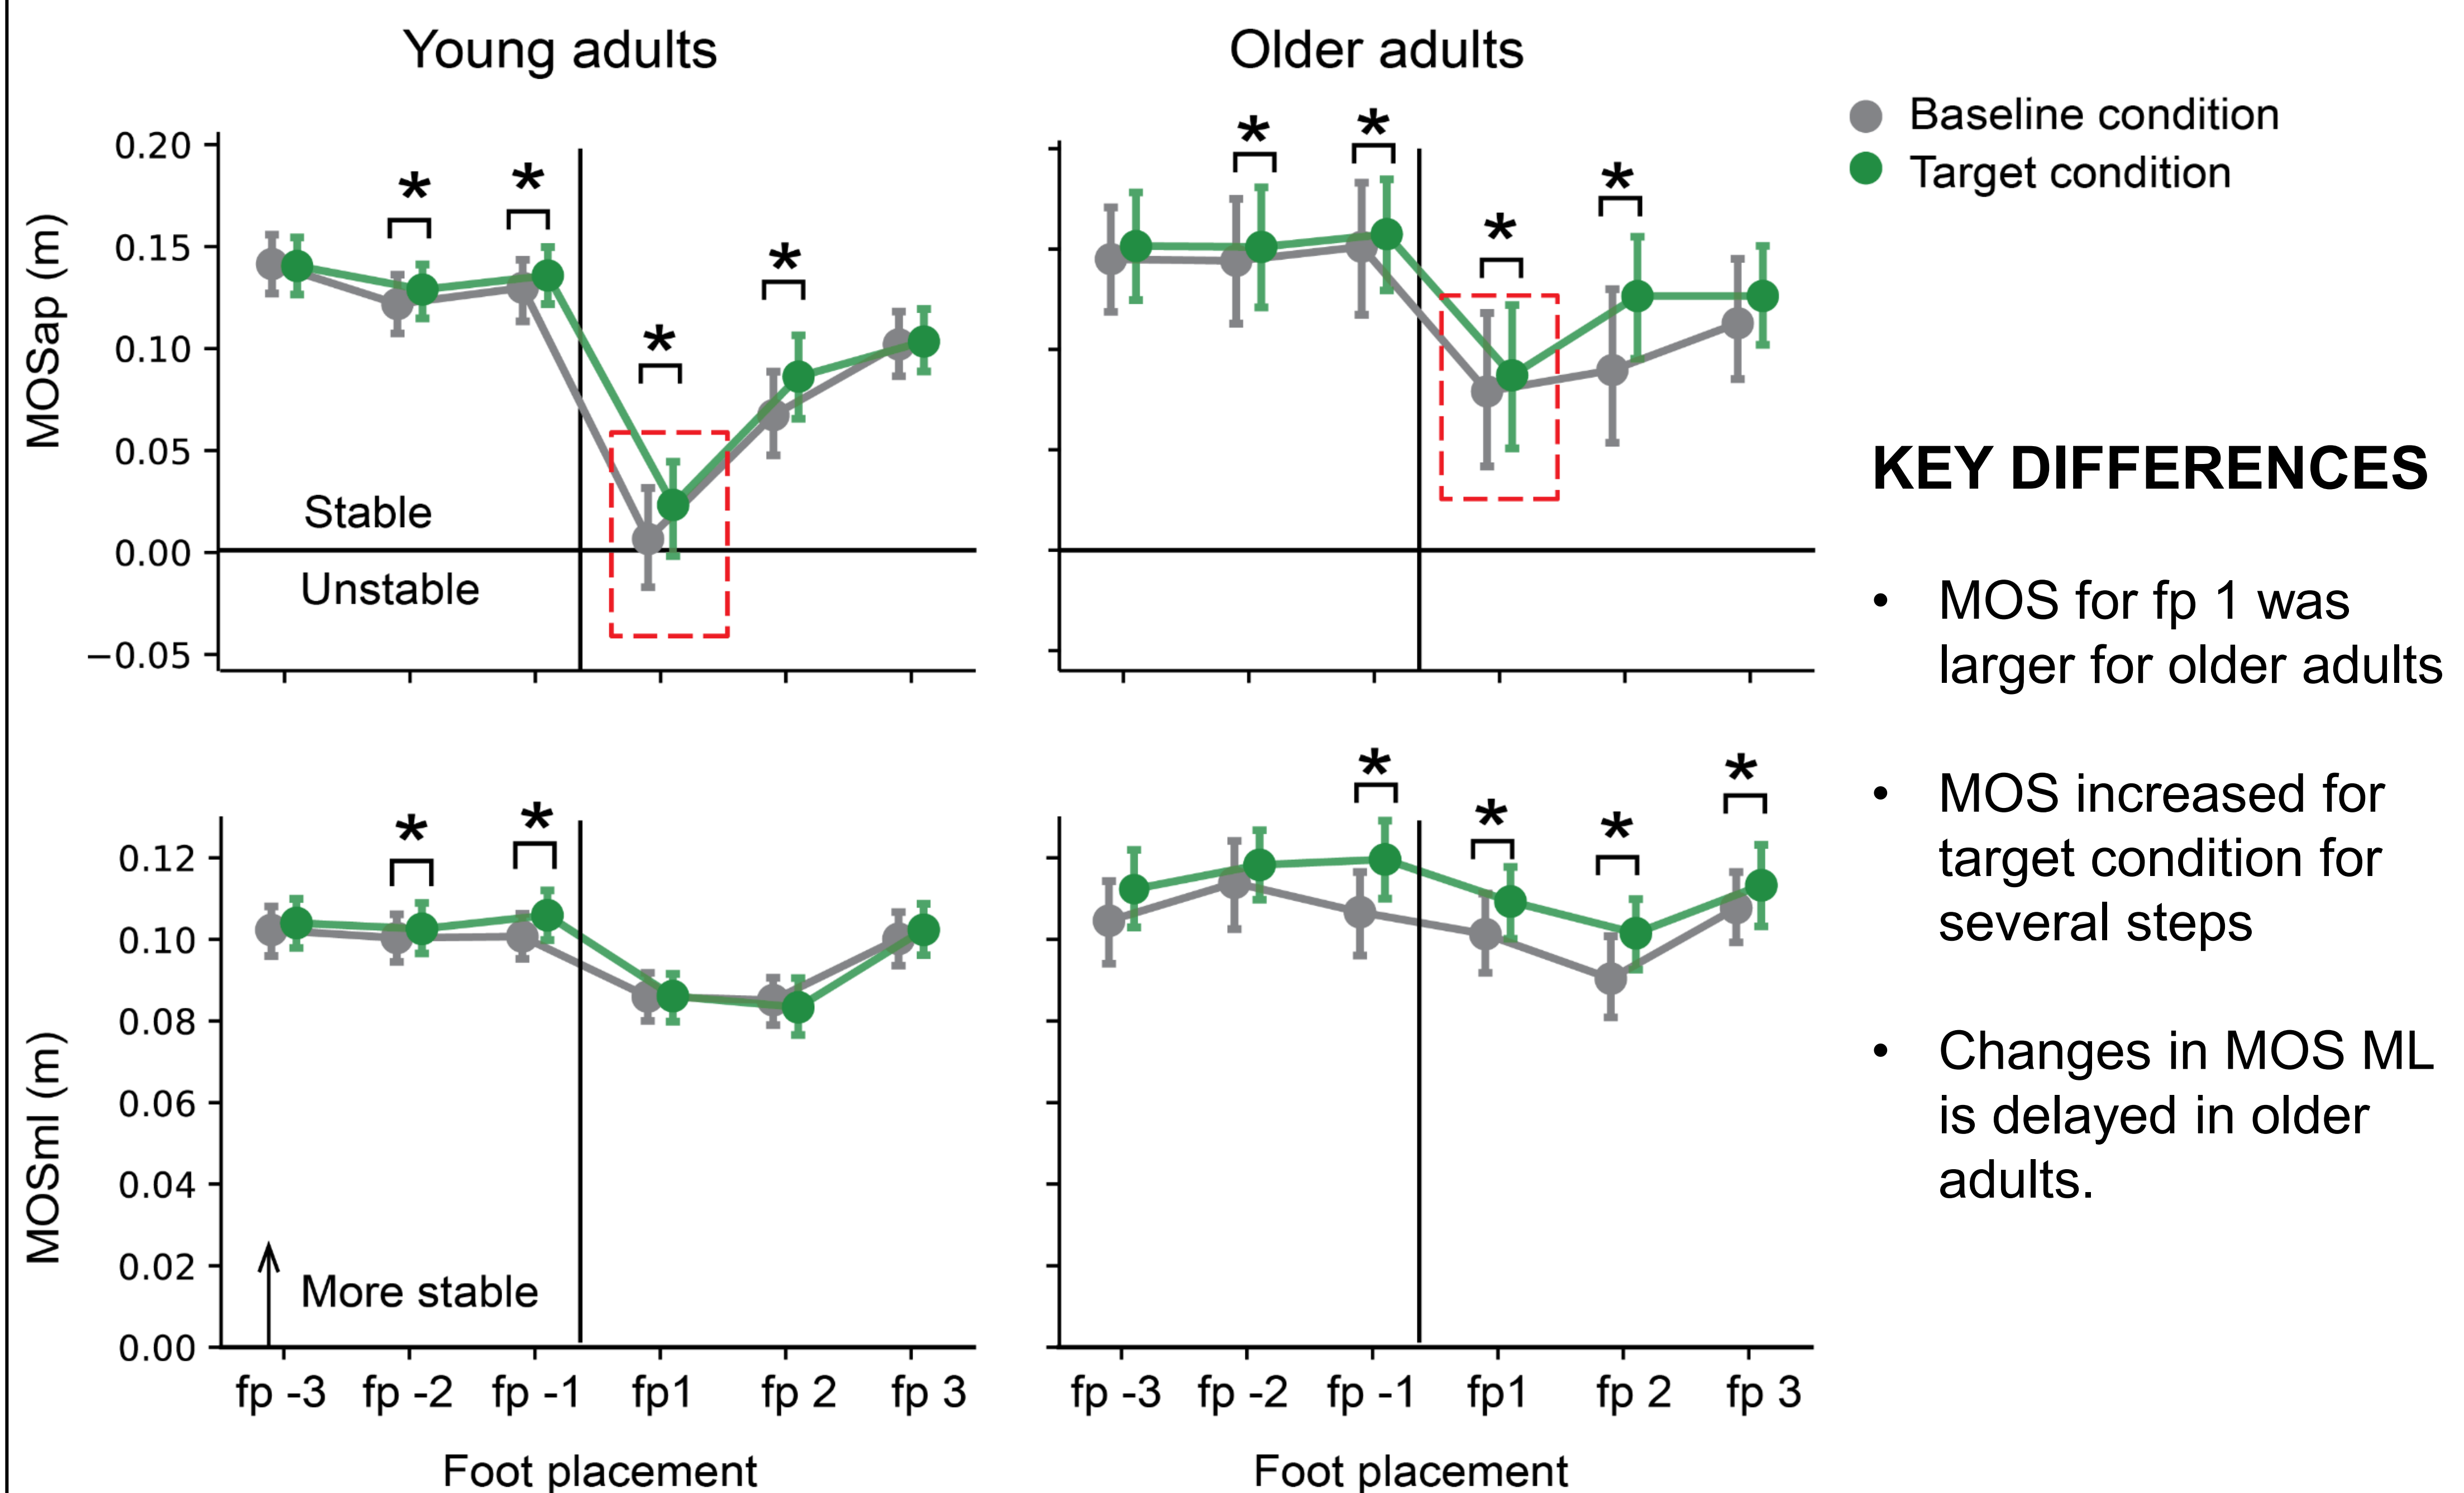 Young adults
Older adults
Baseline condition
Target condition
MOSap (m)
0.20
0.15
0.10
0.05
0.00
−0.05
* * * *
Stable
Unstable
* * * *
KEY DIFFERENCES
• MOS for fp 1 was
larger for older adults
• MOS increased for
target condition for
several steps
• Changes in MOS ML
is delayed in older
adults.
MOSml (m)
0.12
0.10
0.08
0.06
0.04
0.02
0.00
* *
More stable
* * * *
fp -3 fp -2 fp -1 fp1 fp 2 fp 3
Foot placement
fp -3 fp -2 fp -1 fp1 fp 2 fp 3
Foot placement